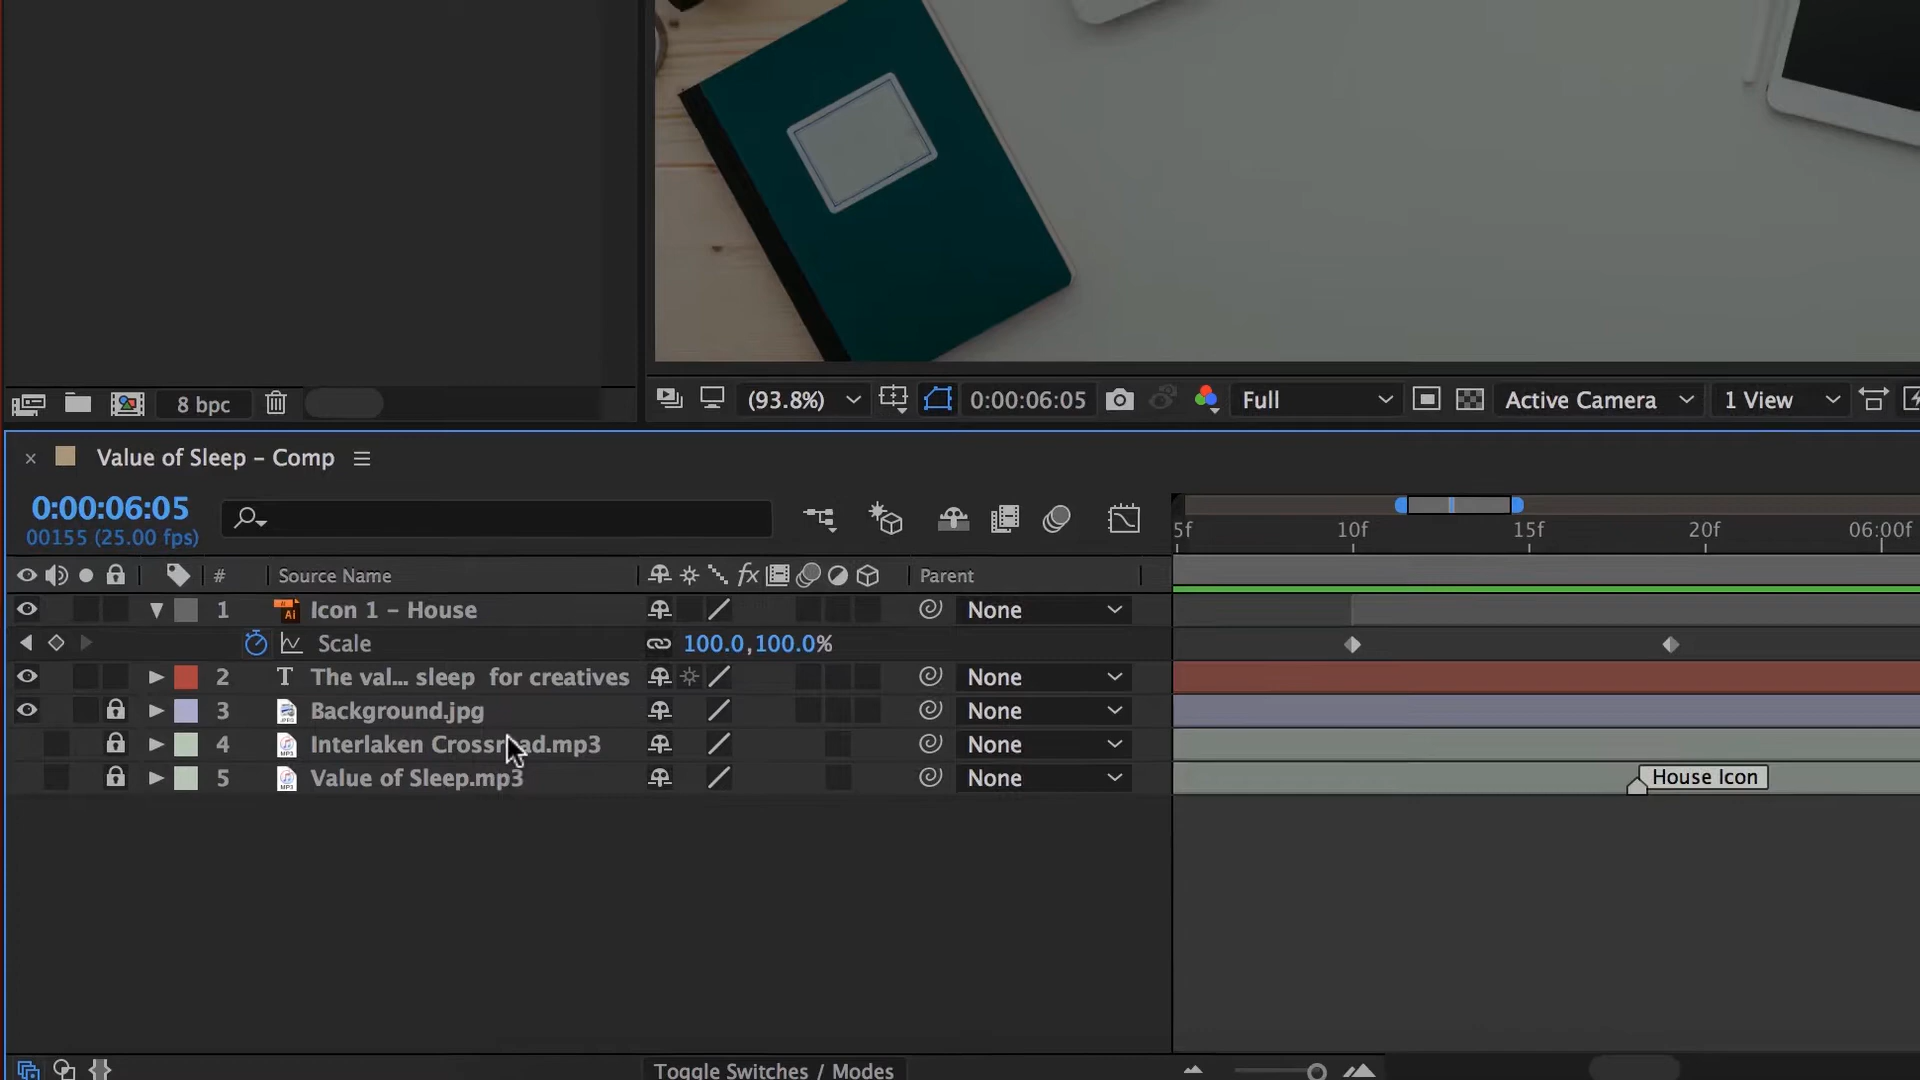 8 bpc
(93.8%) 0:00:06:05 Full Active Camera 1 View
× Value of Sleep - Comp
0:00:06:05
00155 (25.00 fps)
5f 10f 15f 20f 06:00f
# Source Name fx Parent
1 Ai Icon 1 - House None
Scale 100.0,100.0%
2 T The val... sleep for creatives None
3 Background.jpg None
4 Interlaken Crossroad.mp3 None
5 Value of Sleep.mp3 None House Icon
Toggle Switches / Modes